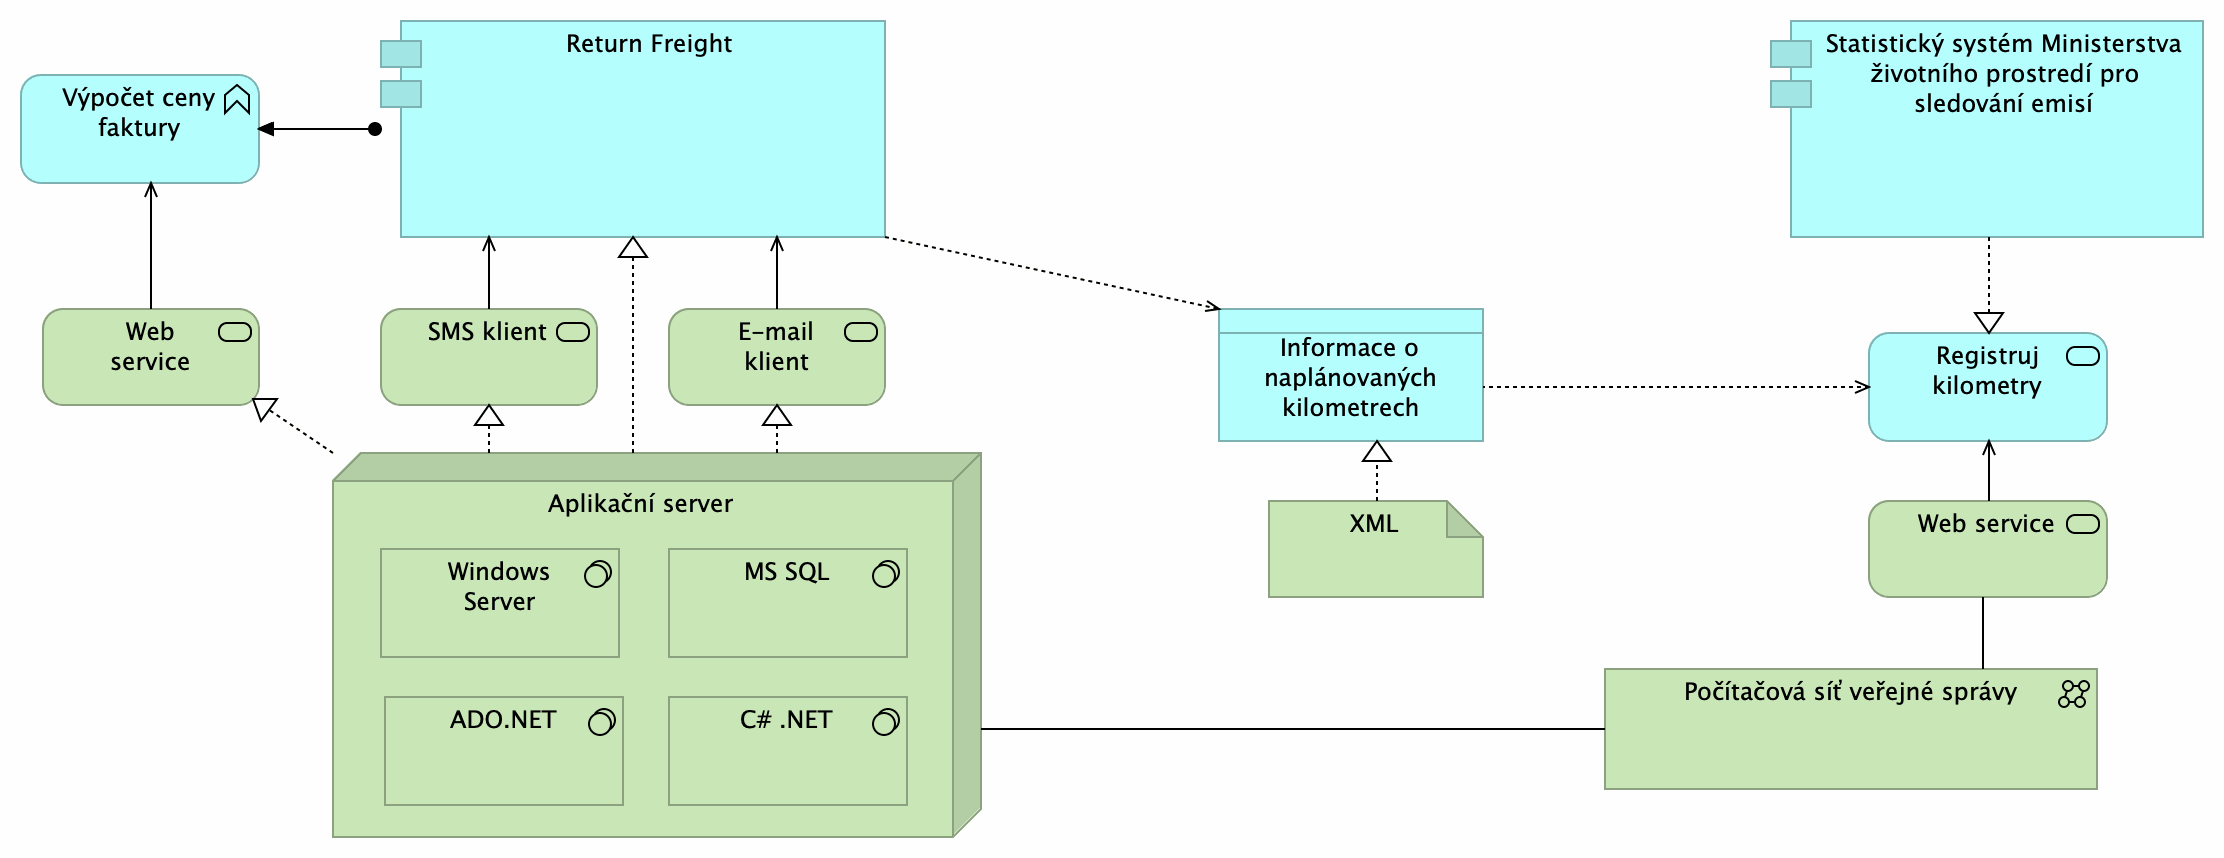 Return Freight
Statistický systém Ministerstva
životního prostredí pro
sledování emisí
Výpočet ceny
faktury
Web
service
SMS klient
E-mail
klient
Informace o
naplánovaných
kilometrech
Registruj
kilometry
Aplikační server
XML
Web service
Windows
Server
MS SQL
ADO.NET
C# .NET
Počítačová síť veřejné správy